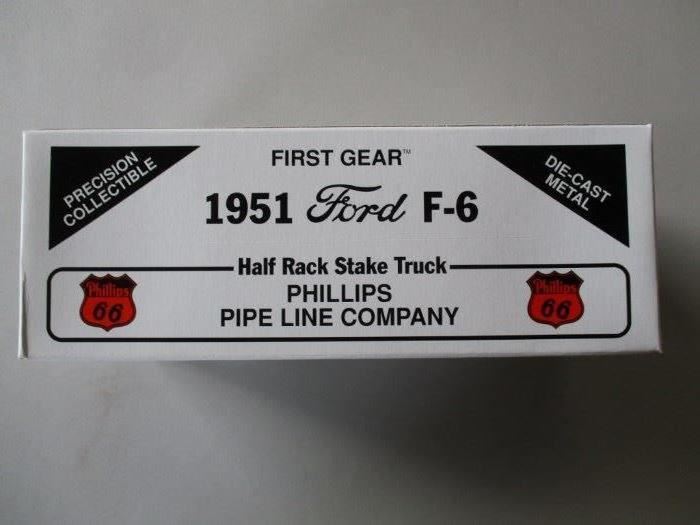 PRECISION
COLLECTIBLE
FIRST GEAR™
DIE-CAST
METAL
1951 Ford F-6
Half Rack Stake Truck
Phillips
66
PHILLIPS
PIPE LINE COMPANY
Phillips
66